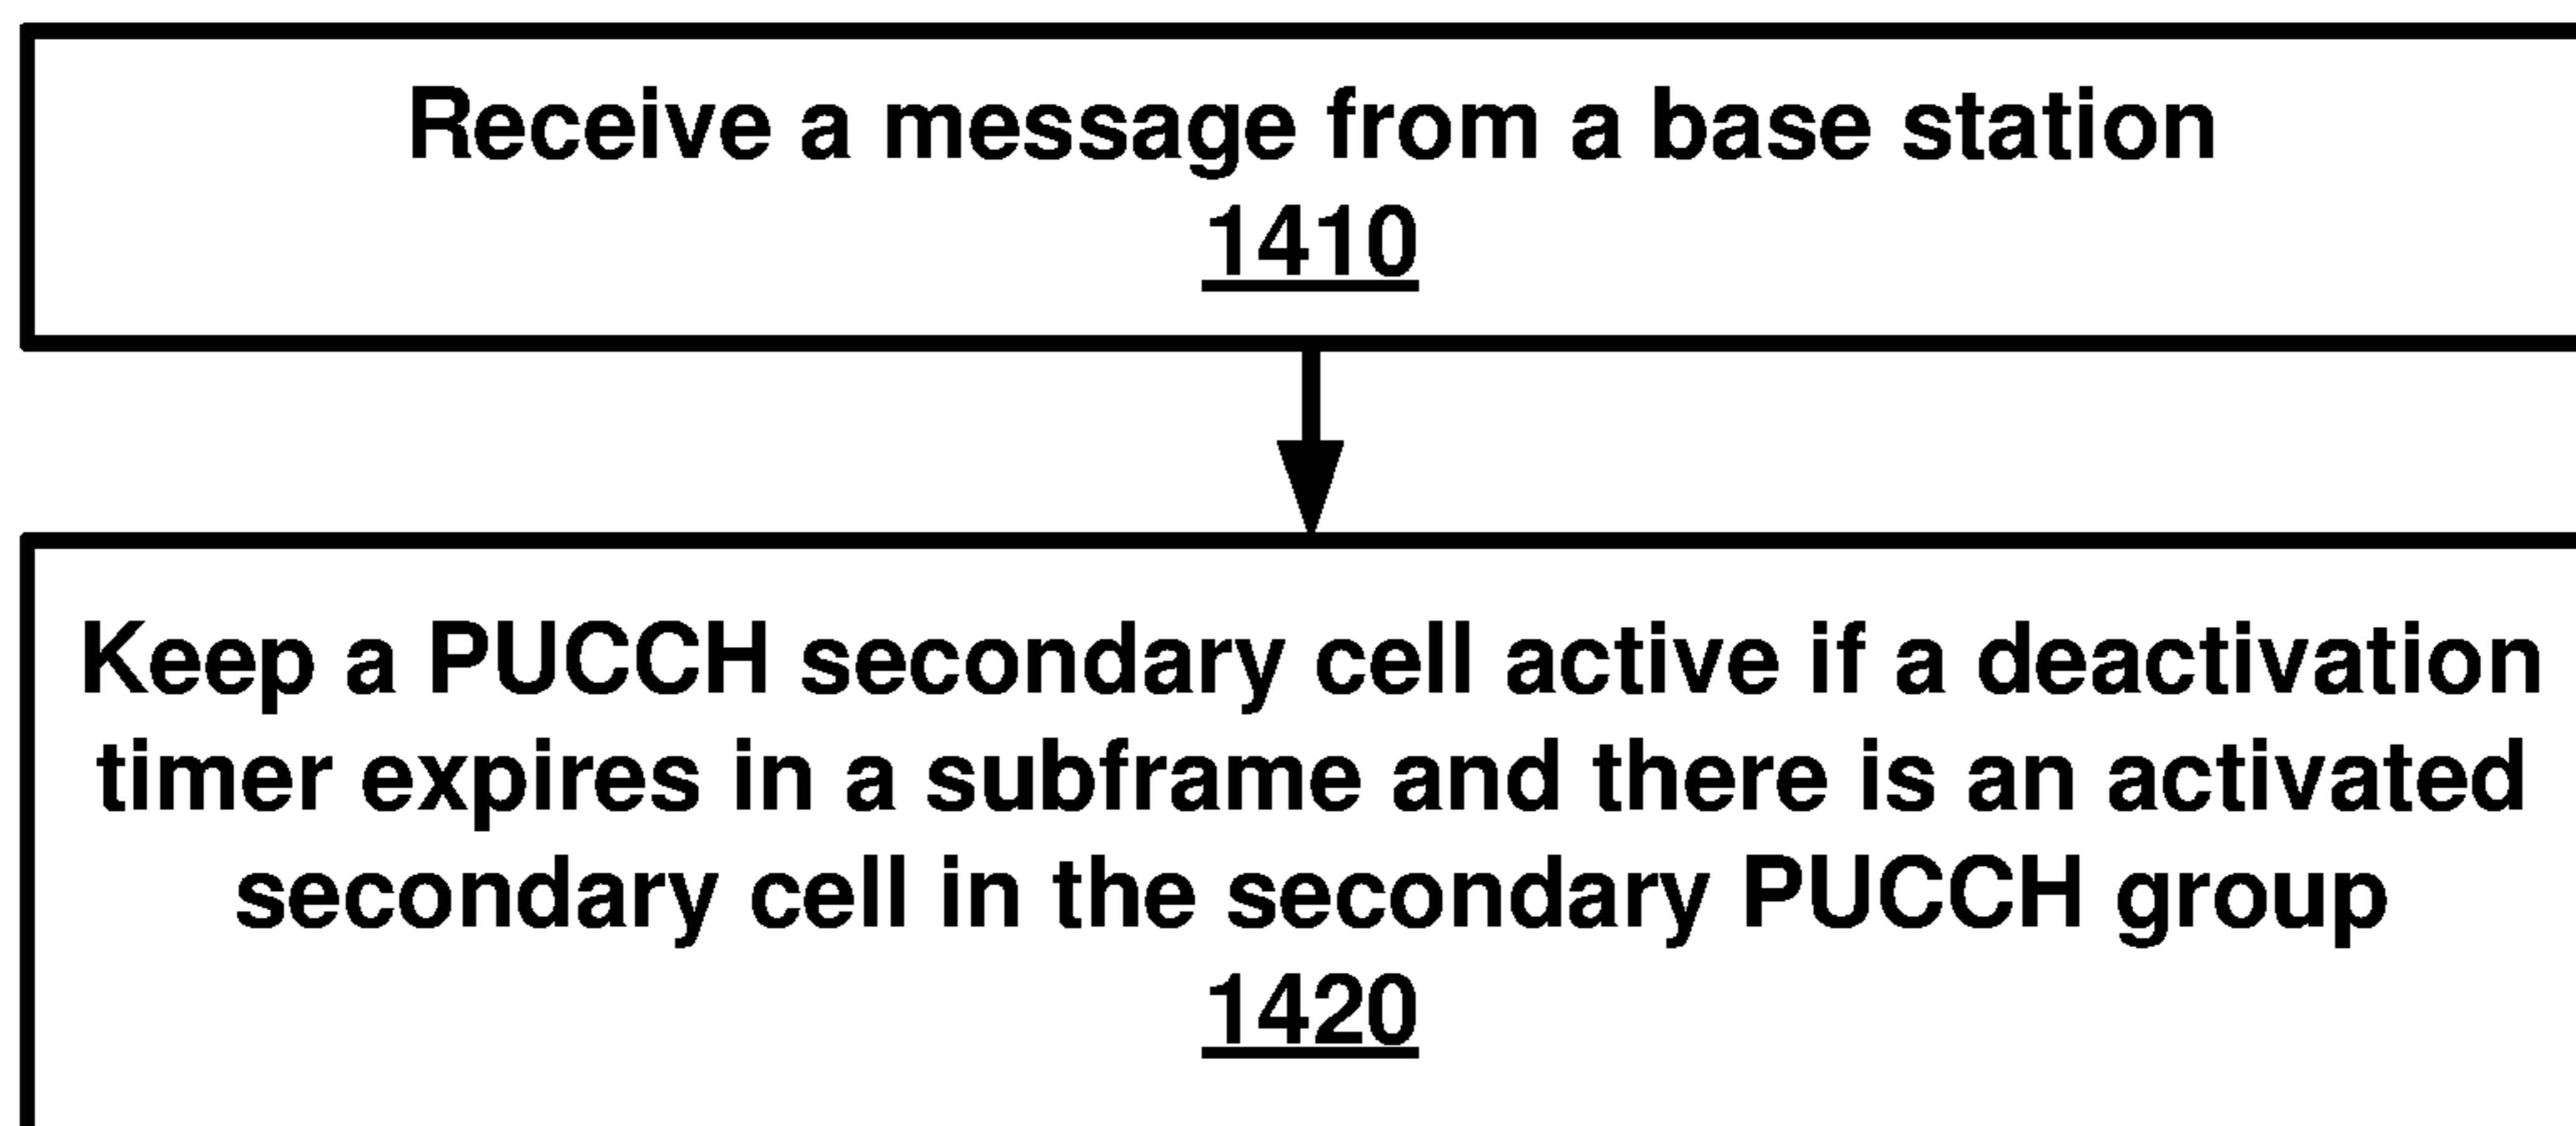 Receive a message from a base station
1410
Keep a PUCCH secondary cell active if a deactivation
timer expires in a subframe and there is an activated
secondary cell in the secondary PUCCH group
1420